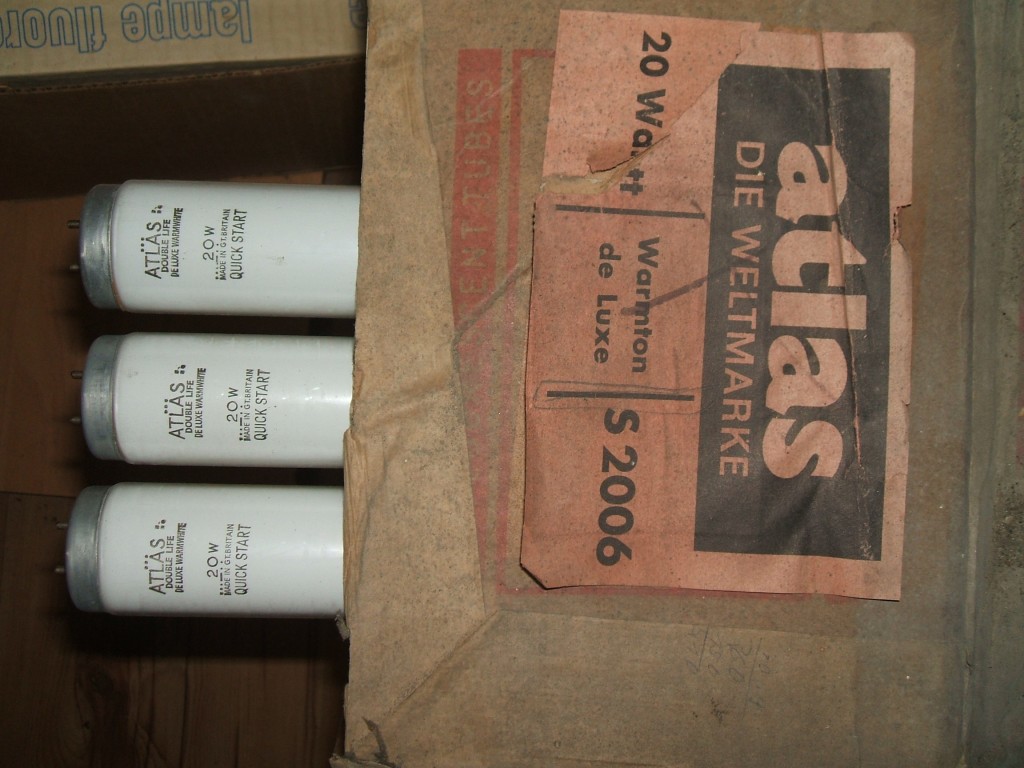 lampe fluor
atlas
DIE WELTMARKE
20 Watt
Warmton
de Luxe
S 2006
ENT TUBES
ATLAS
DOUBLE LIFE
DE LUXE WARMWHITE
20W
MADE IN GT. BRITAIN
QUICK START
ATLAS
DOUBLE LIFE
DE LUXE WARMWHITE
20W
MADE IN GT. BRITAIN
QUICK START
ATLAS
DOUBLE LIFE
DE LUXE WARMWHITE
20W
MADE IN GT. BRITAIN
QUICK START